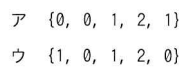 ア {0, 0, 1, 2, 1}
ウ {1, 0, 1, 2, 0}